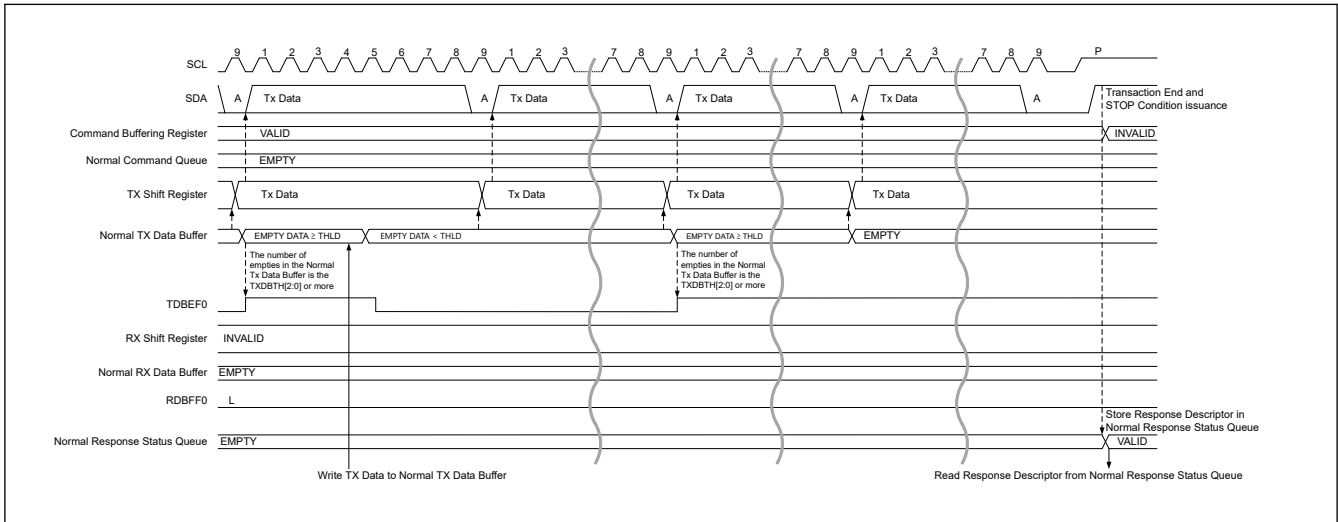 9 1 2 3 4 5 6 7 8 9 1 2 3 7 8 9 1 2 3 7 8 9 1 2 3 7 8 9 P
SCL
SDA A Tx Data A Tx Data A Tx Data A Tx Data A
Transaction End and
STOP Condition issuance
Command Buffering Register VALID INVALID
Normal Command Queue EMPTY
TX Shift Register Tx Data Tx Data Tx Data Tx Data
Normal TX Data Buffer EMPTY DATA ≥ THLD EMPTY DATA < THLD EMPTY DATA ≥ THLD EMPTY
The number of
empties in the Normal
Tx Data Buffer is the
TXDBTH[2:0] or more
The number of
empties in the Normal
Tx Data Buffer is the
TXDBTH[2:0] or more
TDBEF0
RX Shift Register INVALID
Normal RX Data Buffer EMPTY
RDBFF0 L
Store Response Descriptor in
Normal Response Status Queue
Normal Response Status Queue EMPTY VALID
Write TX Data to Normal TX Data Buffer
Read Response Descriptor from Normal Response Status Queue